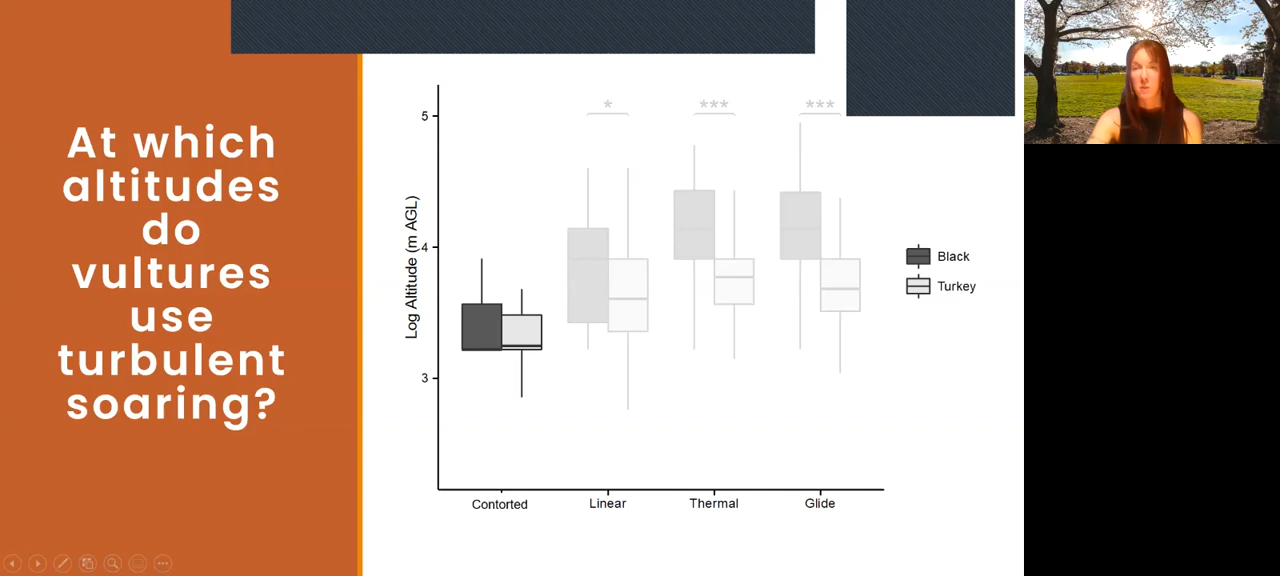 At which
altitudes
do
vultures
use
turbulent
soaring?
Log Altitude (m AGL)
5
4
3
*
***
***
Contorted
Linear
Thermal
Glide
Black
Turkey